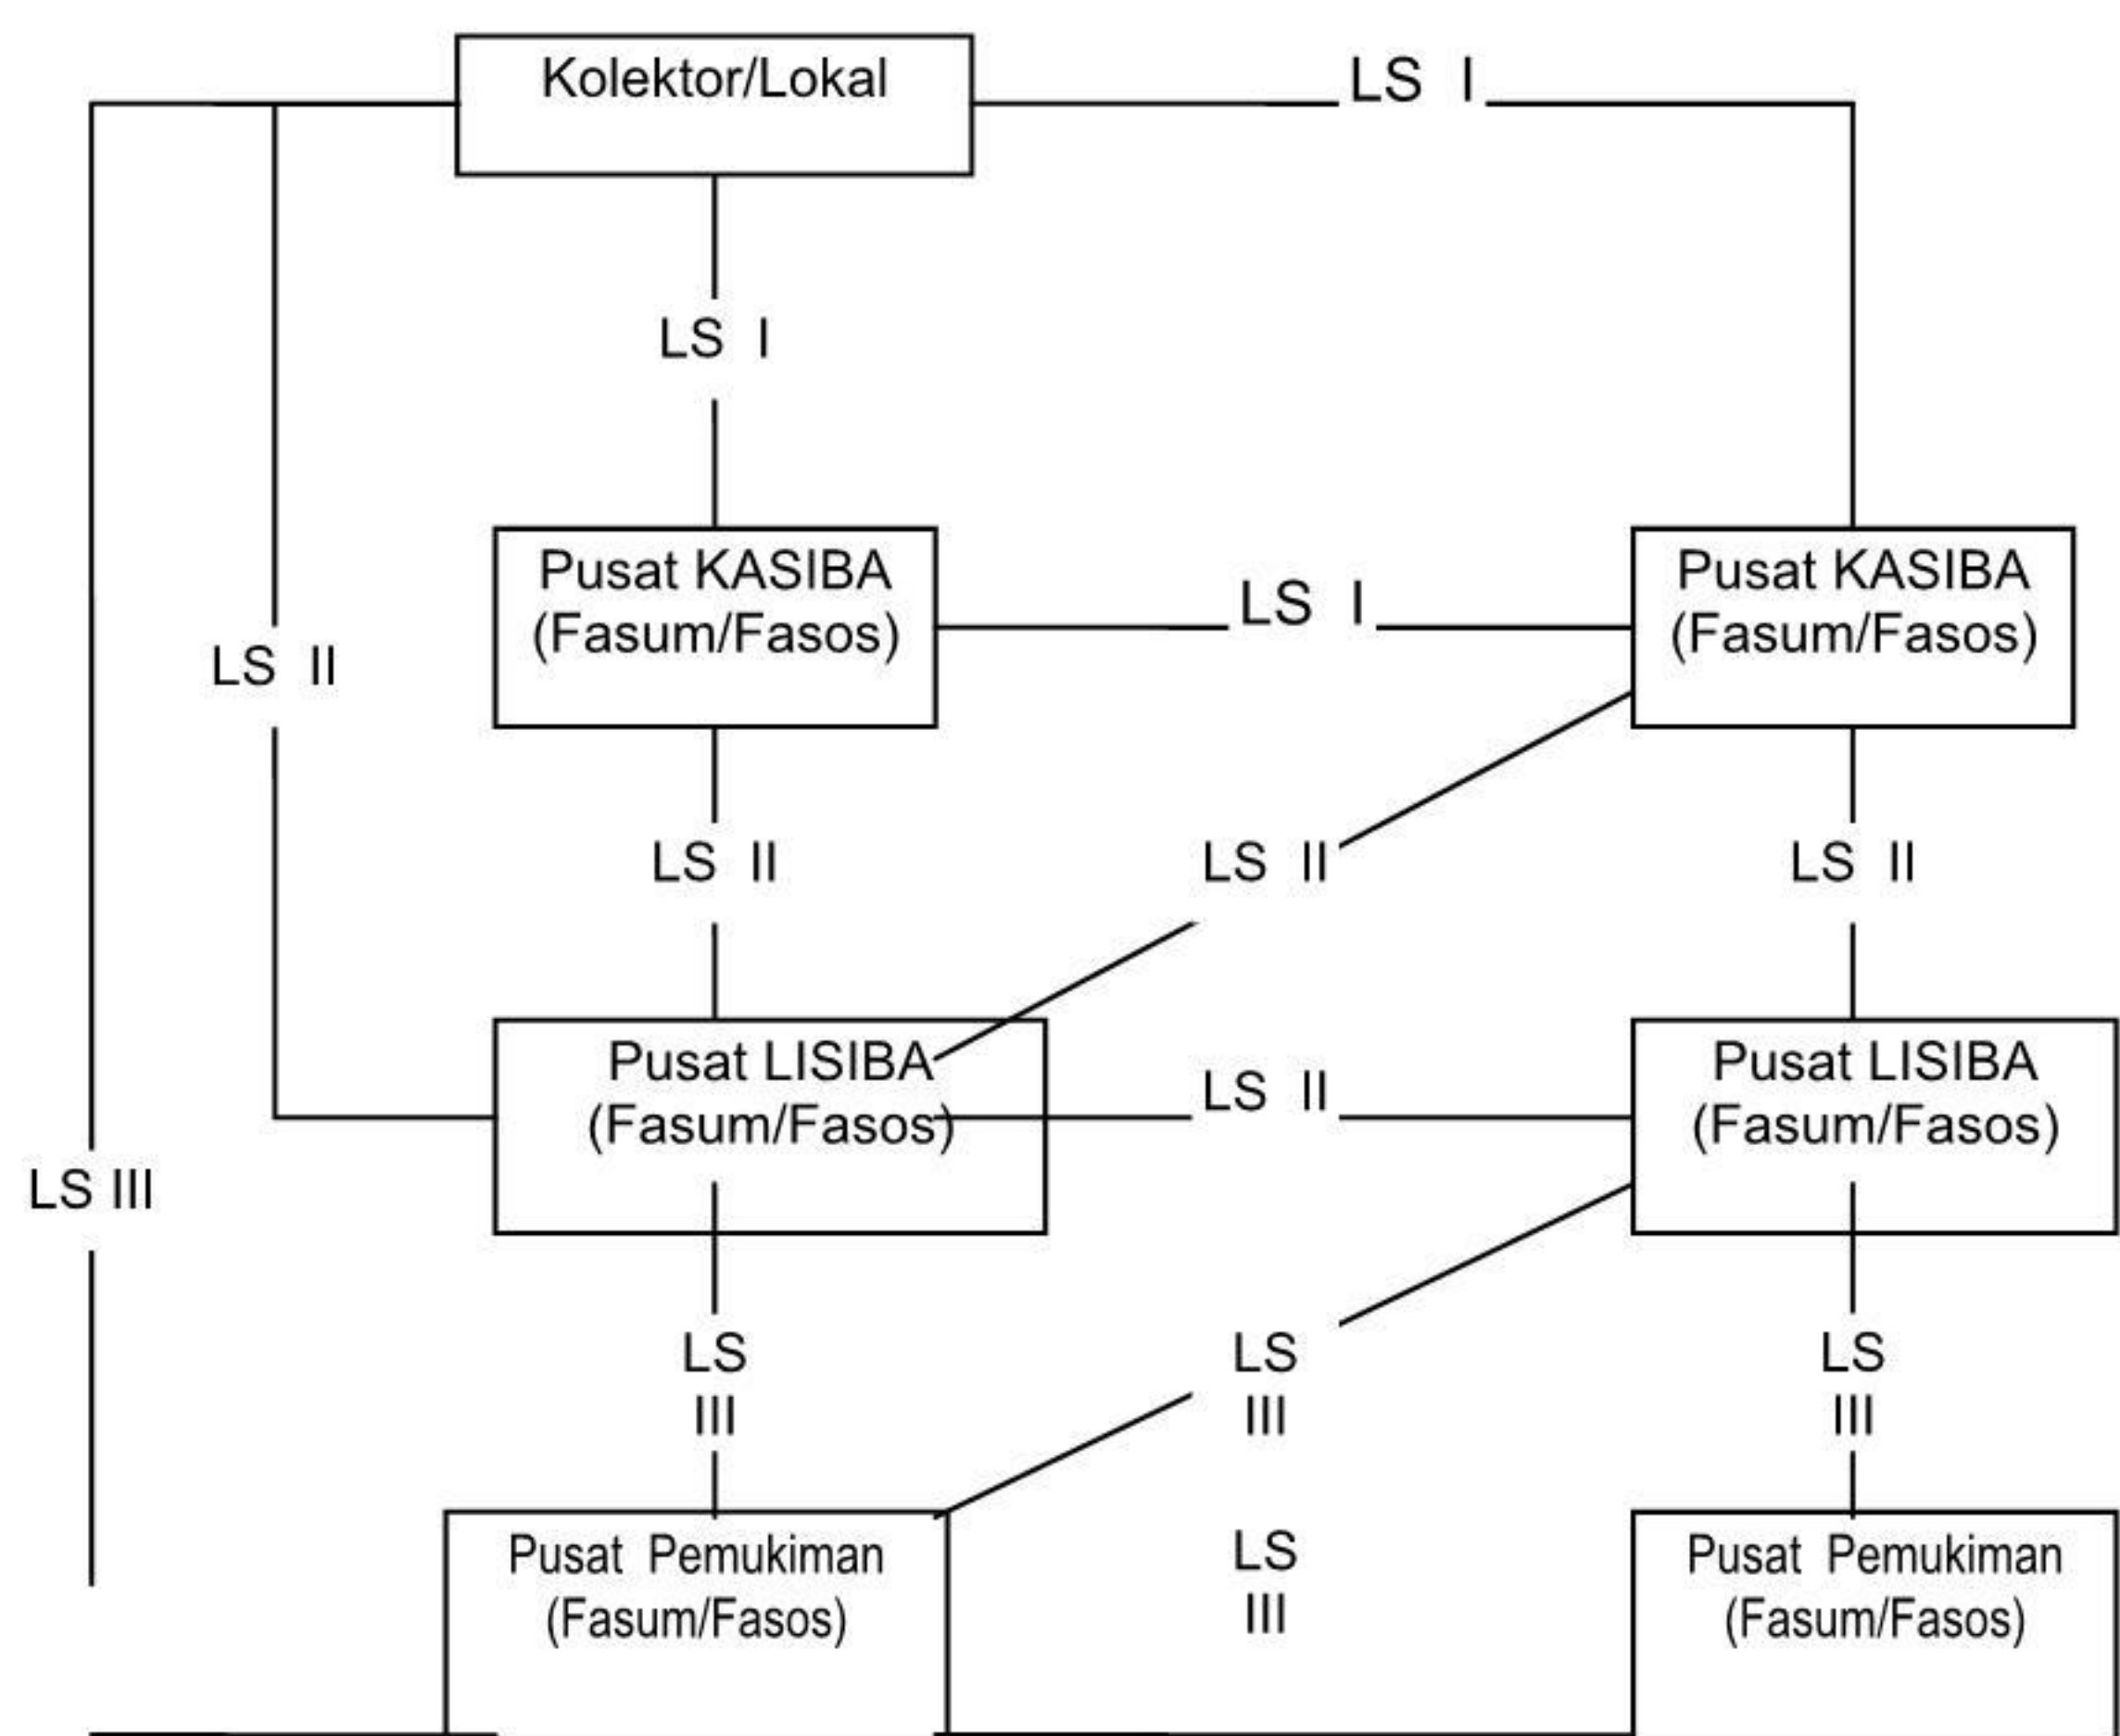 Kolektor/Lokal
LS I
LS I
Pusat KASIBA
(Fasum/Fasos)
LS I
Pusat KASIBA
(Fasum/Fasos)
LS II
LS II
LS II
LS II
Pusat LISIBA
(Fasum/Fasos)
LS II
Pusat LISIBA
(Fasum/Fasos)
LS III
LS
III
LS
III
LS
III
Pusat Pemukiman
(Fasum/Fasos)
LS
III
Pusat Pemukiman
(Fasum/Fasos)